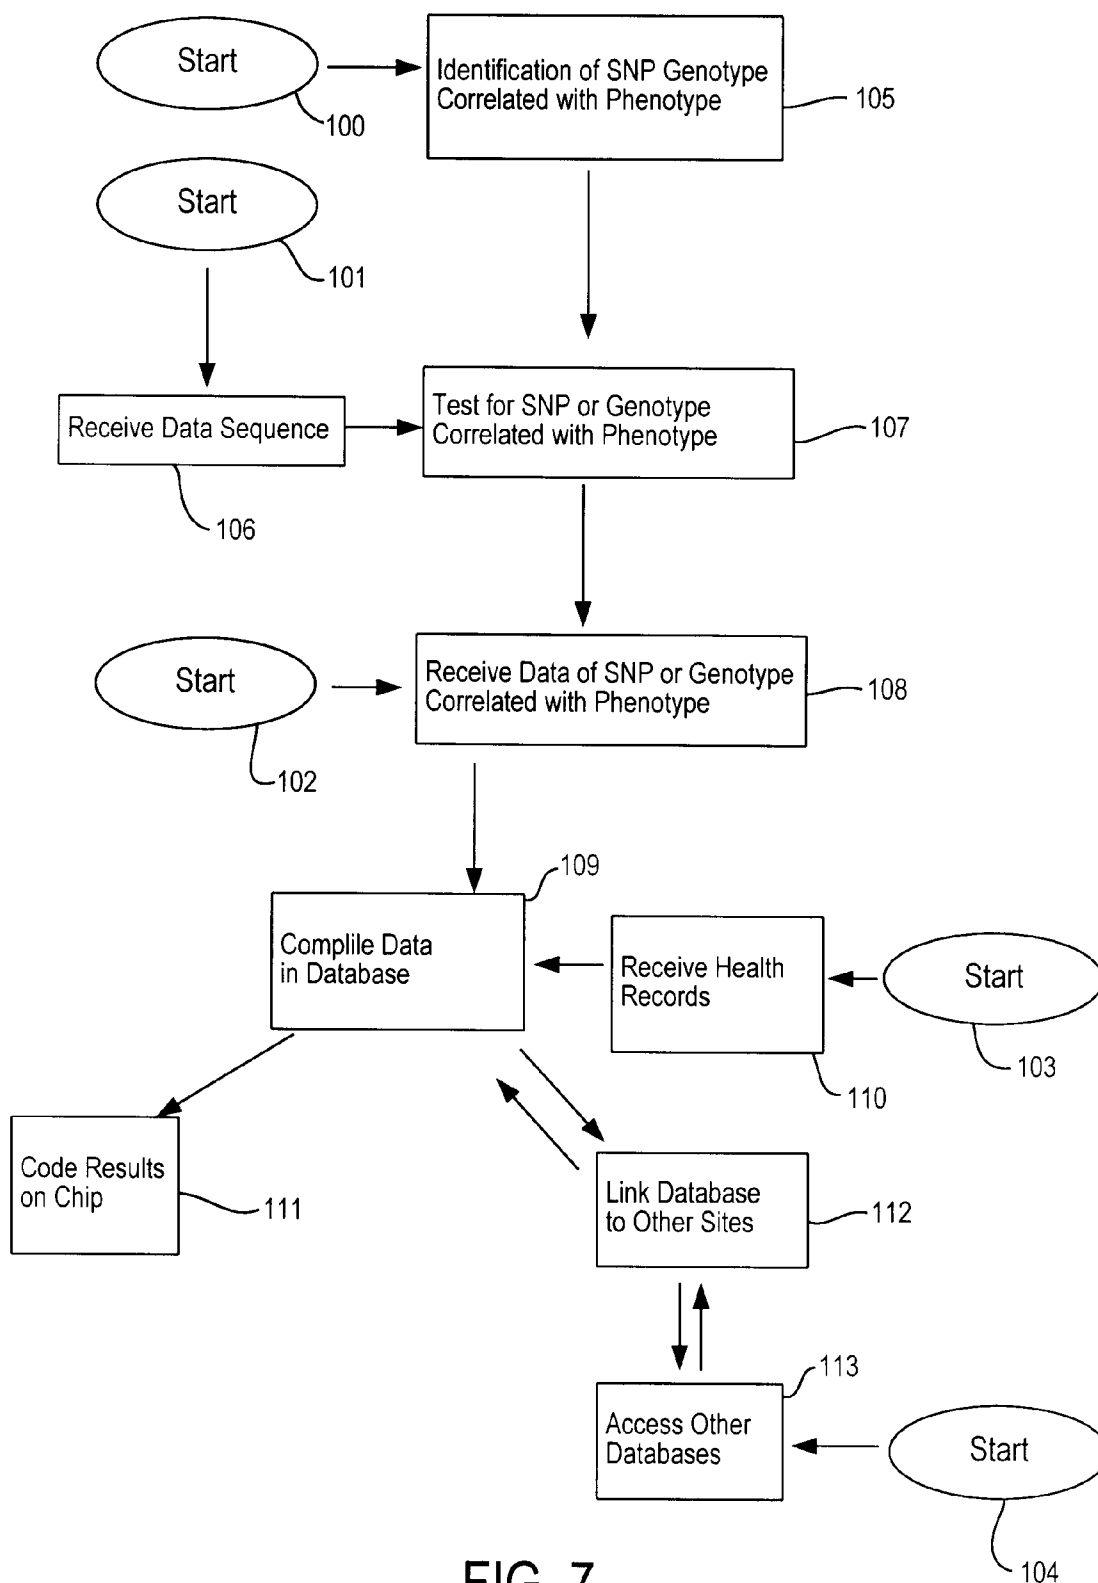 Start
100
Identification of SNP Genotype
Correlated with Phenotype
105
Start
101
Receive Data Sequence
106
Test for SNP or Genotype
Correlated with Phenotype
107
Start
102
Receive Data of SNP or Genotype
Correlated with Phenotype
108
109
Complile Data
in Database
Receive Health
Records
110
Start
103
Code Results
on Chip
111
Link Database
to Other Sites
112
113
Access Other
Databases
Start
104
FIG. 7